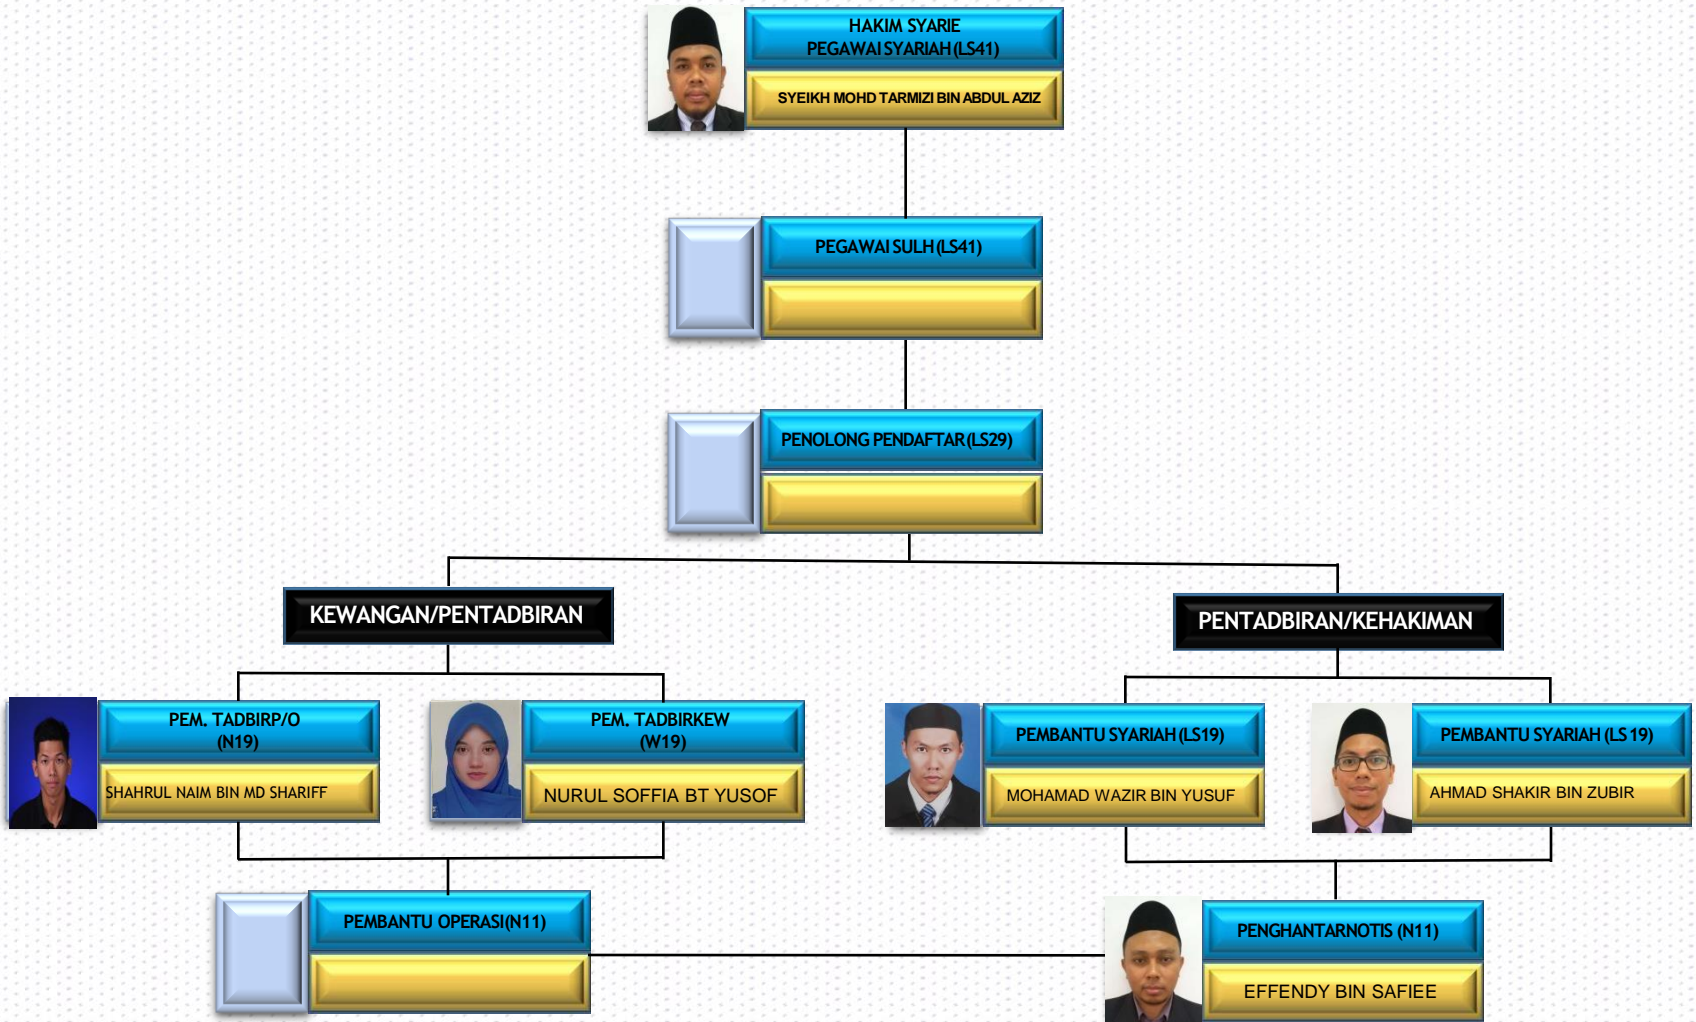 HAKIM SYARIE
PEGAWAI SYARIAH (LS41)
SYEIKH MOHD TARMIZI BIN ABDUL AZIZ
PEGAWAI SULH (LS41)
PENOLONG PENDAFTAR (LS29)
KEWANGAN/PENTADBIRAN
PENTADBIRAN/KEHAKIMAN
PEM. TADBIRP/O
(N19)
SHAHRUL NAIM BIN MD SHARIFF
PEM. TADBIRKEW
(W19)
NURUL SOFFIA BT YUSOF
PEMBANTU SYARIAH (LS19)
MOHAMAD WAZIR BIN YUSUF
PEMBANTU SYARIAH (LS 19)
AHMAD SHAKIR BIN ZUBIR
PEMBANTU OPERASI(N11)
PENGHANTARNOTIS (N11)
EFFENDY BIN SAFIEE